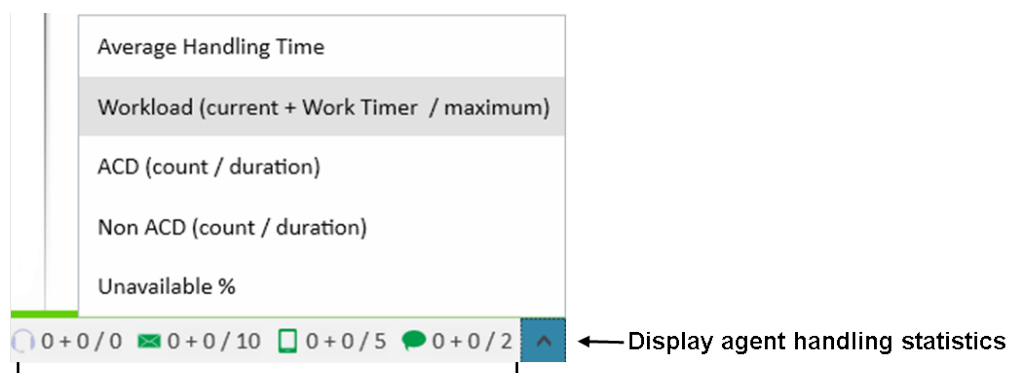 Average Handling Time
Workload (current + Work Timer / maximum)
ACD (count / duration)
Non ACD (count / duration)
Unavailable %
0 + 0 / 0 0 + 0 / 10 0 + 0 / 5 0 + 0 / 2 Display agent handling statistics